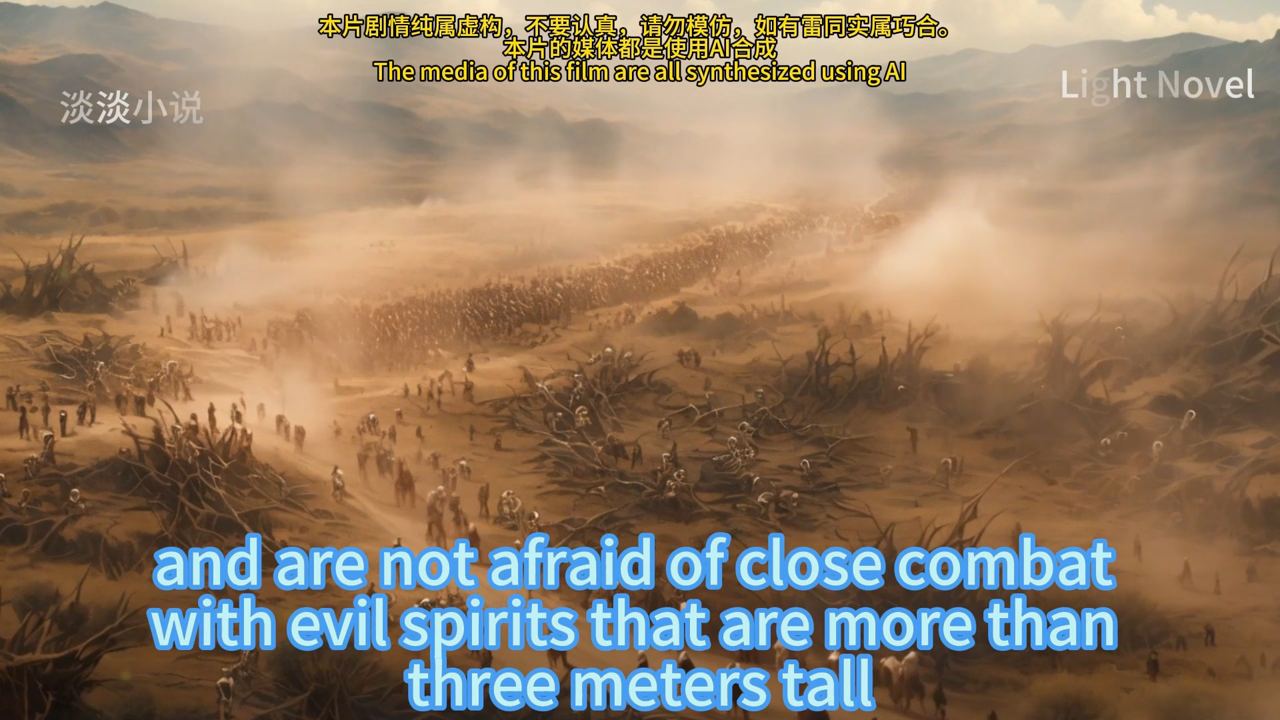 本片剧情纯属虚构，不要认真，请勿模仿，如有雷同实属巧合。
本片的媒体都是使用AI合成
The media of this film are all synthesized using AI
淡淡小说
Light Novel
and are not afraid of close combat
with evil spirits that are more than
three meters tall